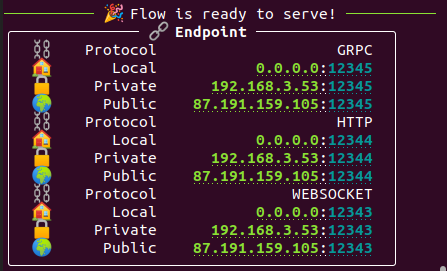 🎉 Flow is ready to serve!
🔗 Endpoint
⛓ Protocol GRPC
🏠 Local 0.0.0.0:12345
🔒 Private 192.168.3.53:12345
🌍 Public 87.191.159.105:12345
⛓ Protocol HTTP
🏠 Local 0.0.0.0:12344
🔒 Private 192.168.3.53:12344
🌍 Public 87.191.159.105:12344
⛓ Protocol WEBSOCKET
🏠 Local 0.0.0.0:12343
🔒 Private 192.168.3.53:12343
🌍 Public 87.191.159.105:12343